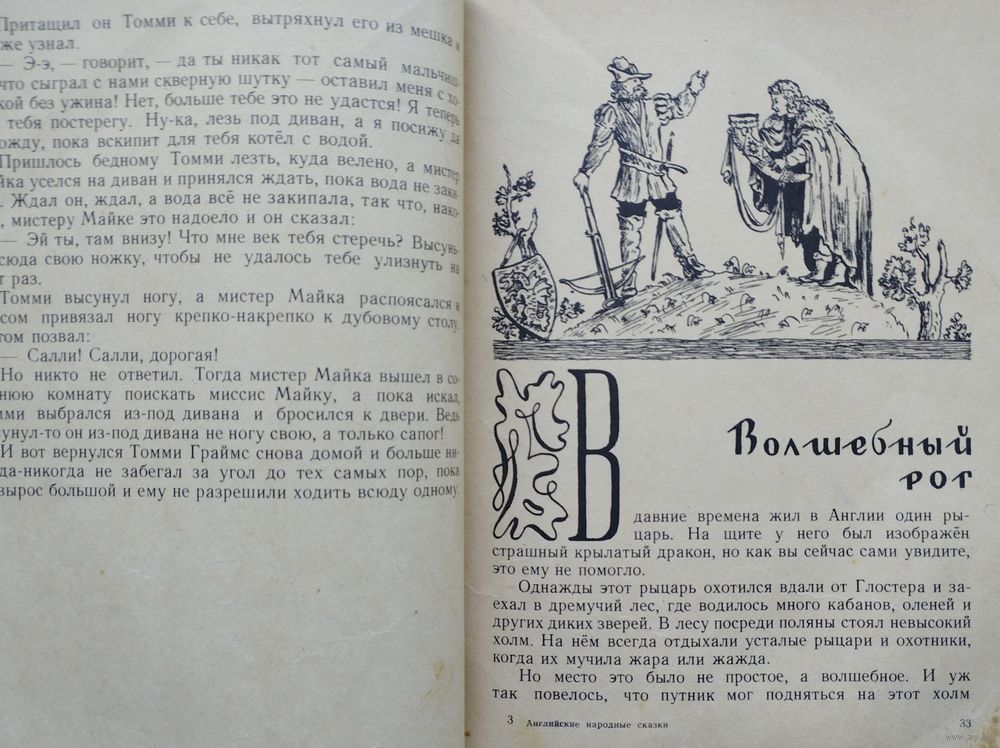 Притащил он Томми к себе, вытряхнул его из мешка и
же узнал.
— Э-э, — говорит, — да ты никак тот самый мальчиш-
что сыграл с нами скверную шутку — оставил меня с хо-
кой без ужина! Нет, больше тебе это не удастся! Я теперь
тебя постерегу. Ну-ка, лезь под диван, а я посижу да
ожду, пока вскипит для тебя котёл с водой.
Пришлось бедному Томми лезть, куда велено, а мистер
йка уселся на диван и принялся ждать, пока вода не заки-
. Ждал он, ждал, а вода всё не закипала, так что, нако-
, мистеру Майке это надоело и он сказал:
— Эй ты, там внизу! Что мне век тебя стеречь? Высунь-
сюда свою ножку, чтобы не удалось тебе улизнуть на
т раз.
Томми высунул ногу, а мистер Майка распоясался и
сом привязал ногу крепко-накрепко к дубовому столу.
том позвал:
— Салли! Салли, дорогая!
Но никто не ответил. Тогда мистер Майка вышел в со-
нюю комнату поискать миссис Майку, а пока искал,
мми выбрался из-под дивана и бросился к двери. Ведь
сунул-то он из-под дивана не ногу свою, а только сапог!
И вот вернулся Томми Граймс снова домой и больше ни-
да-никогда не забегал за угол до тех самых пор, пока
вырос большой и ему не разрешили ходить всюду одному.
Волшебный
рог
В давние времена жил в Англии один ры-
царь. На щите у него был изображён
страшный крылатый дракон, но как вы сейчас сами увидите,
это ему не помогло.
Однажды этот рыцарь охотился вдали от Глостера и за-
ехал в дремучий лес, где водилось много кабанов, оленей и
других диких зверей. В лесу посреди поляны стоял невысокий
холм. На нём всегда отдыхали усталые рыцари и охотники,
когда их мучила жара или жажда.
Но место это было не простое, а волшебное. И уж
так повелось, что путник мог подняться на этот холм
3 Английские народные сказки 33